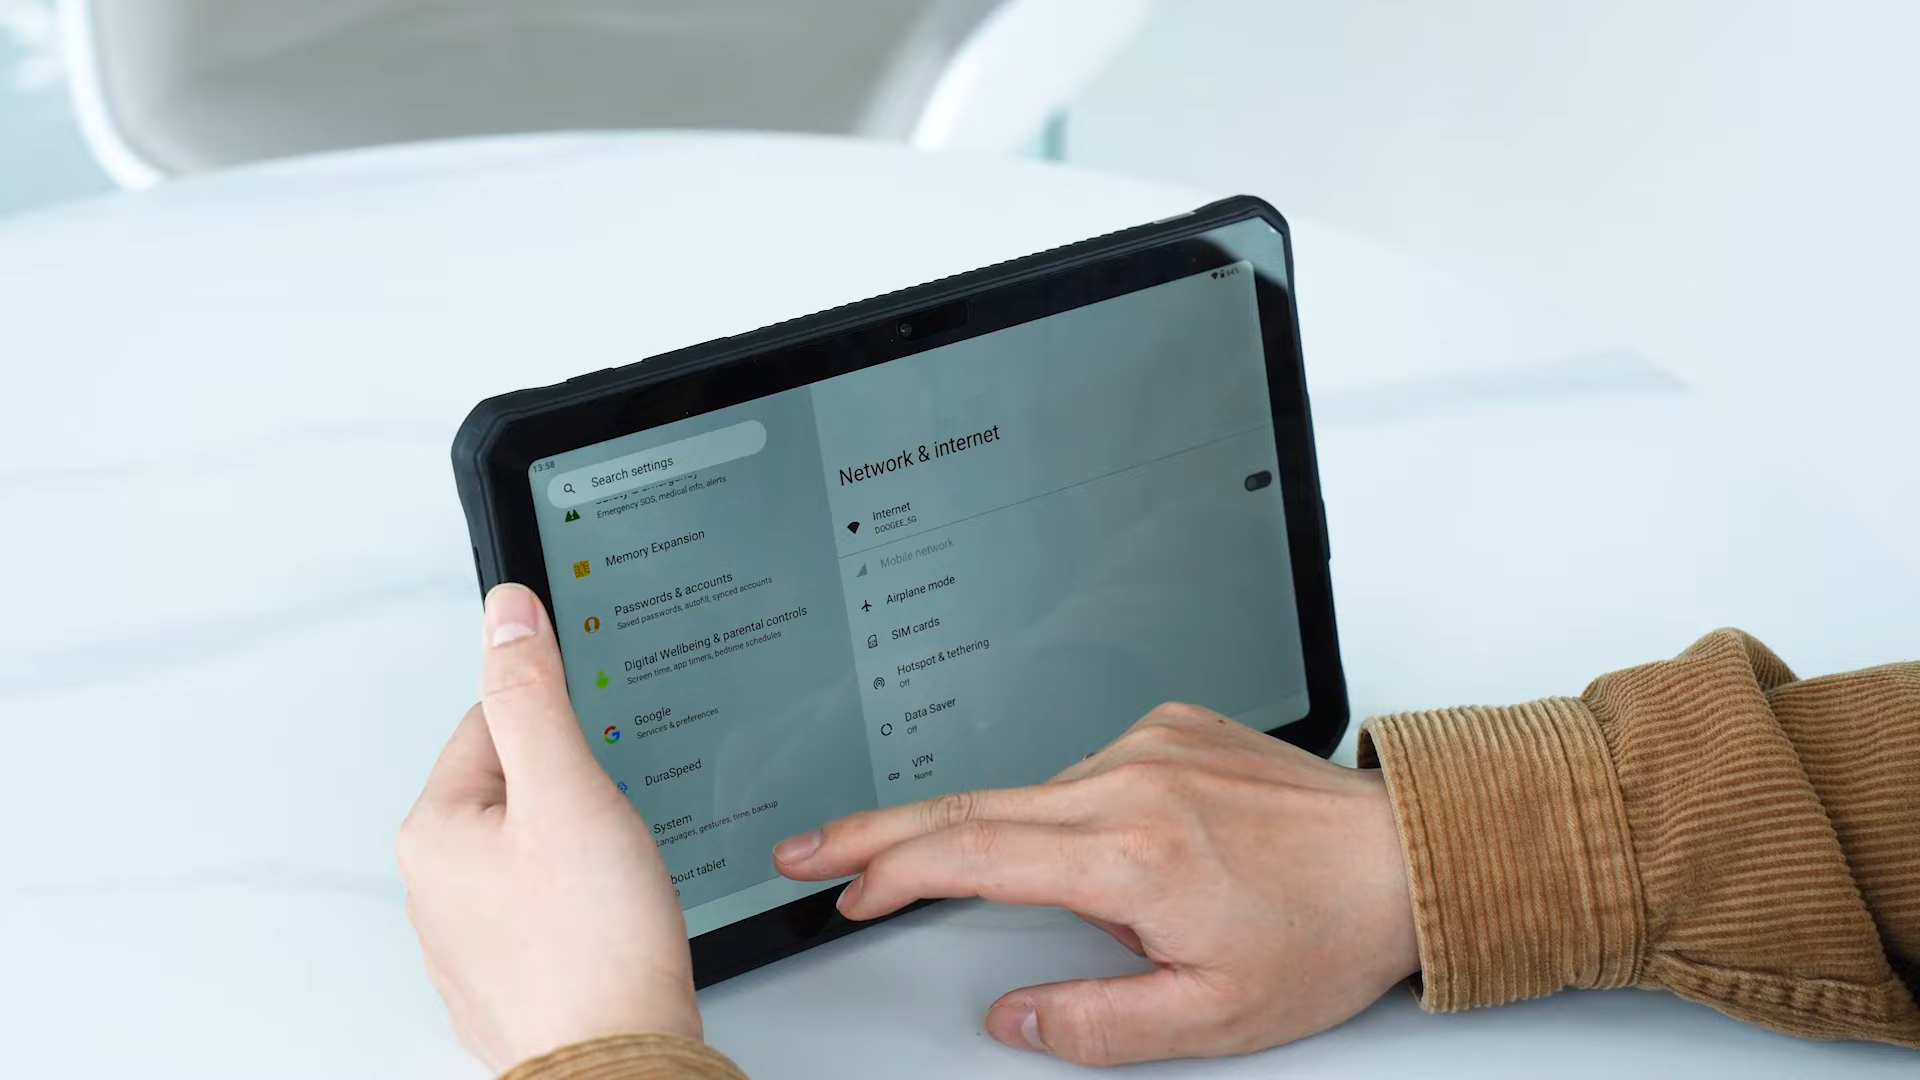 13:58
Search settings
Emergency SOS, medical info, alerts
Memory Expansion
Passwords & accounts
Saved passwords, autofill, synced accounts
Digital Wellbeing & parental controls
Screen time, app timers, bedtime schedules
Google
Services & preferences
DuraSpeed
System
Languages, gestures, time, backup
bout tablet
Network & internet
Internet
DOOGEE_5G
Mobile network
Airplane mode
SIM cards
Hotspot & tethering
Off
Data Saver
Off
VPN
None